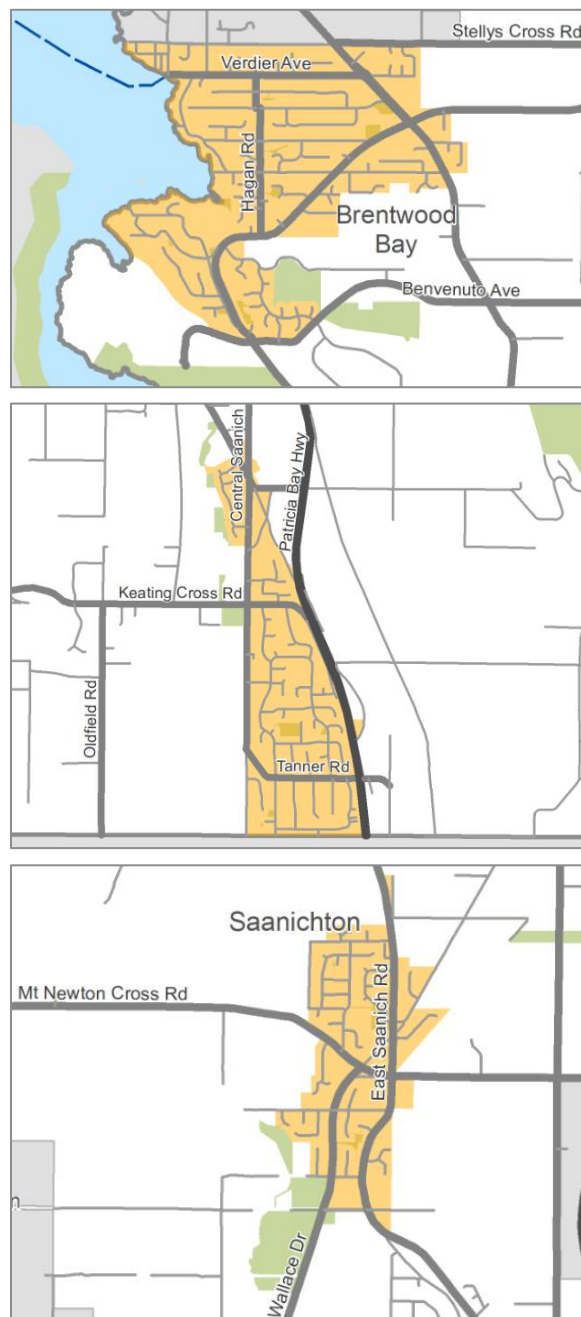 Stellys Cross Rd
Verdier Ave
Hagan Rd
Brentwood
Bay
Benvenuto Ave
Central Saanich
Patricia Bay Hwy
Keating Cross Rd
Oldfield Rd
Tanner Rd
Saanichton
Mt Newton Cross Rd
East Saanich Rd
Wallace Dr